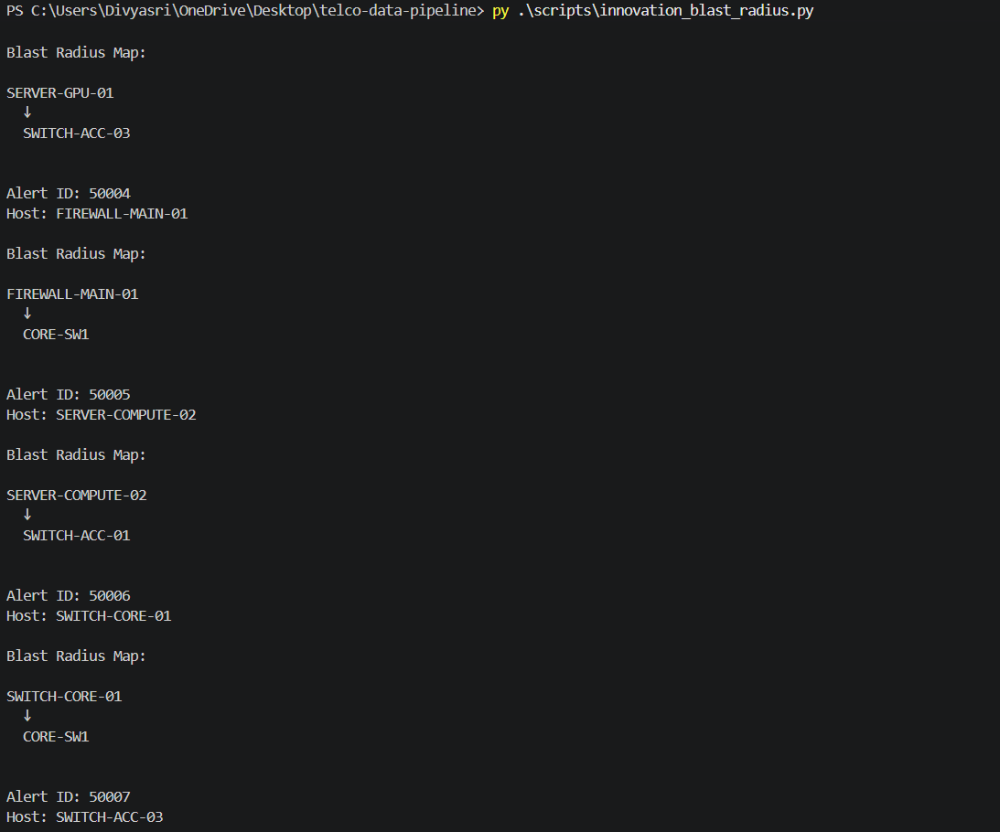 PS C:\Users\Divyasri\OneDrive\Desktop\telco-data-pipeline> py .\scripts\innovation_blast_radius.py
Blast Radius Map:
SERVER-GPU-01
↓
SWITCH-ACC-03
Alert ID: 50004
Host: FIREWALL-MAIN-01
Blast Radius Map:
FIREWALL-MAIN-01
↓
CORE-SW1
Alert ID: 50005
Host: SERVER-COMPUTE-02
Blast Radius Map:
SERVER-COMPUTE-02
↓
SWITCH-ACC-01
Alert ID: 50006
Host: SWITCH-CORE-01
Blast Radius Map:
SWITCH-CORE-01
↓
CORE-SW1
Alert ID: 50007
Host: SWITCH-ACC-03